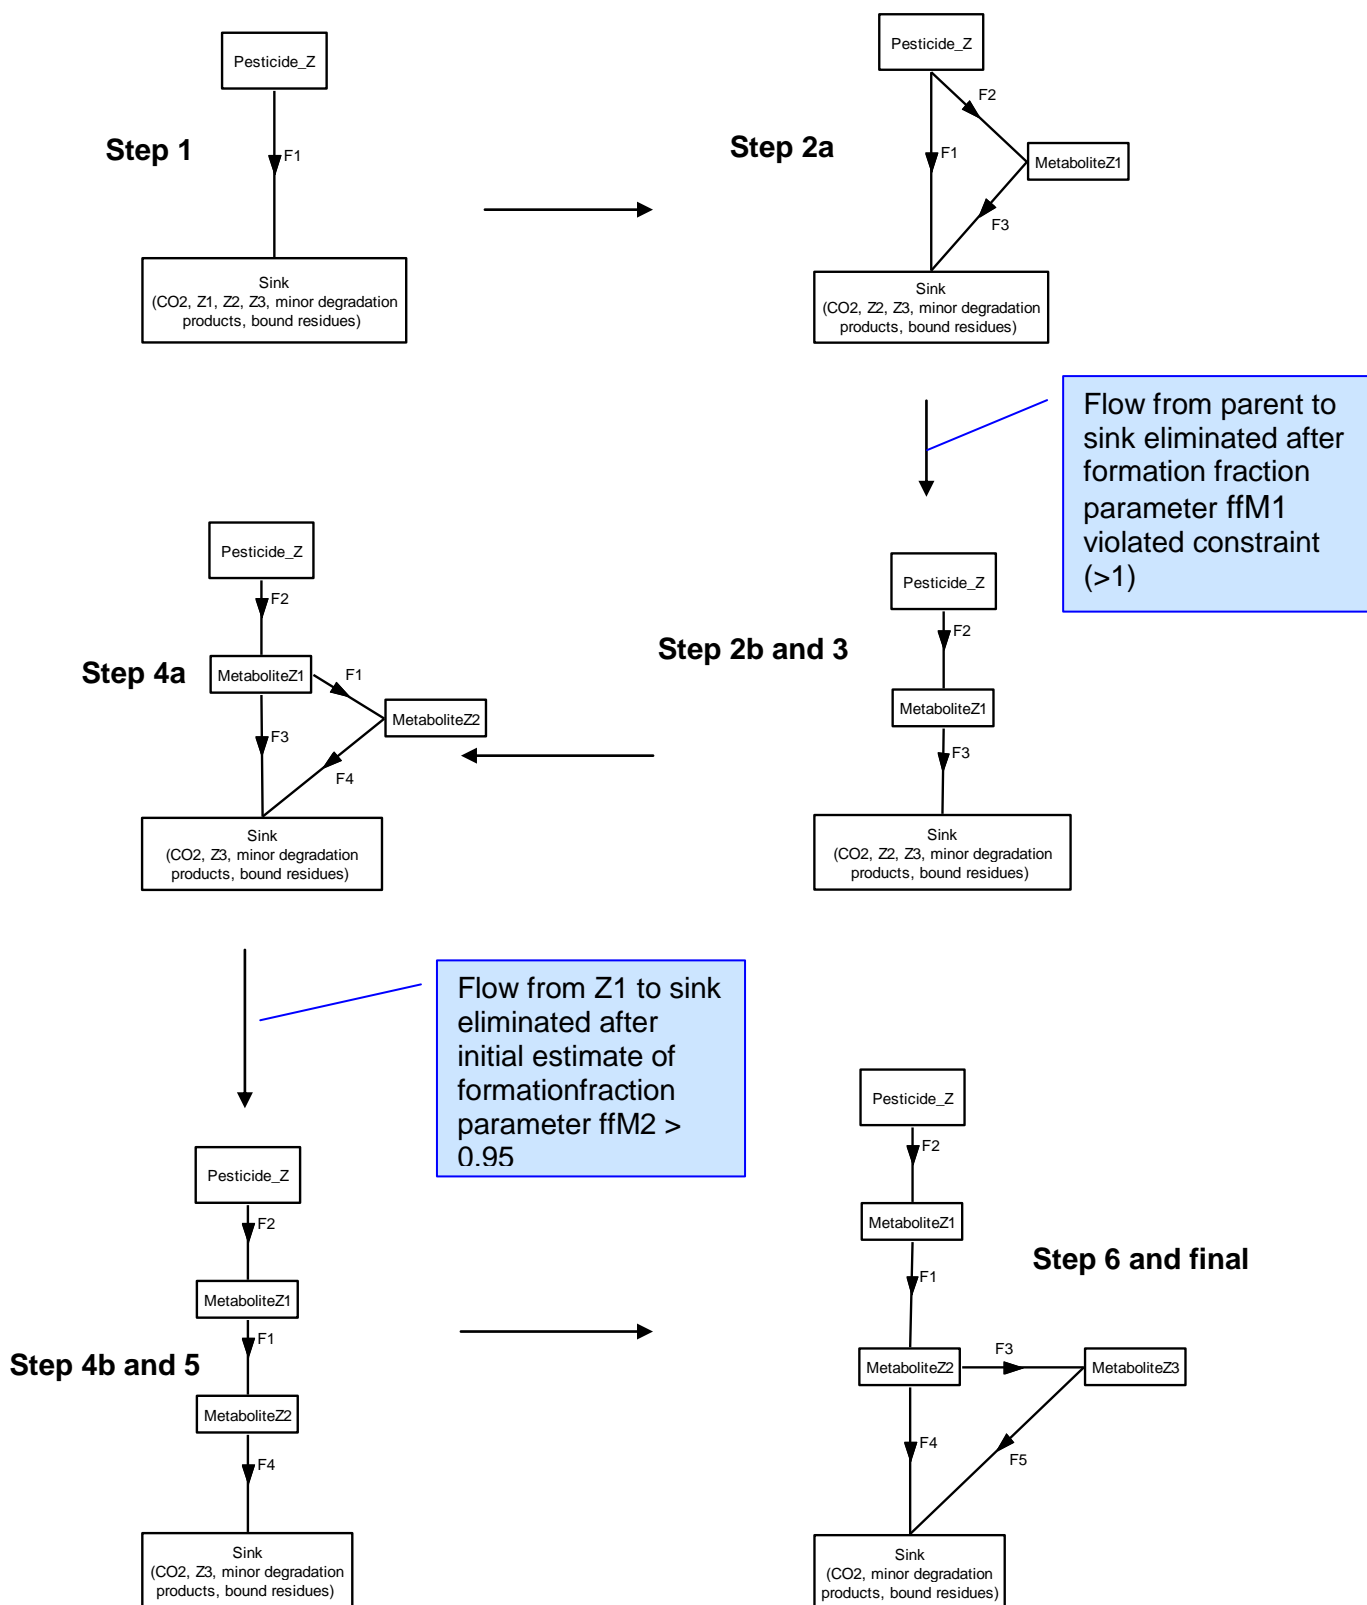 Pesticide_Z
Step 1
F1
Sink
(CO2, Z1, Z2, Z3, minor degradation
products, bound residues)
Pesticide_Z
F2
Step 2a
F1
MetaboliteZ1
F3
Sink
(CO2, Z2, Z3, minor degradation
products, bound residues)
Flow from parent to
sink eliminated after
formation fraction
parameter ffM1
violated constraint
(>1)
Pesticide_Z
F2
Step 2b and 3
MetaboliteZ1
F3
Sink
(CO2, Z2, Z3, minor degradation
products, bound residues)
Pesticide_Z
F2
Step 4a
MetaboliteZ1
F1
MetaboliteZ2
F3
F4
Sink
(CO2, Z3, minor degradation
products, bound residues)
Flow from Z1 to sink
eliminated after
initial estimate of
formationfraction
parameter ffM2 >
0.95
Pesticide_Z
F2
MetaboliteZ1
F1
Step 4b and 5
MetaboliteZ2
F4
Sink
(CO2, Z3, minor degradation
products, bound residues)
Pesticide_Z
F2
MetaboliteZ1
Step 6 and final
F1
MetaboliteZ2
F3
MetaboliteZ3
F4
F5
Sink
(CO2, minor degradation
products, bound residues)